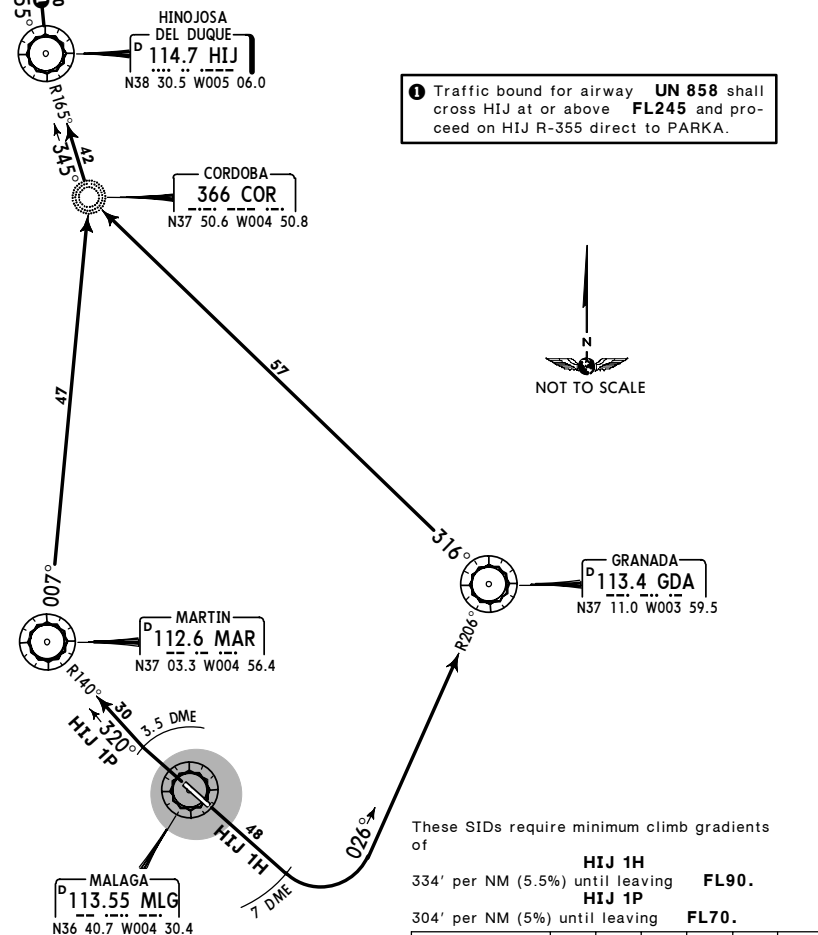 HINOJOSA
DEL DUQUE
D 114.7 HIJ
N38 30.5 W005 06.0
R165°
42
345°
❶ Traffic bound for airway UN 858 shall
cross HIJ at or above FL245 and pro-
ceed on HIJ R-355 direct to PARKA.
CORDOBA
366 COR
N37 50.6 W004 50.8
N
NOT TO SCALE
57
47
316°
GRANADA
D 113.4 GDA
N37 11.0 W003 59.5
R206°
007°
MARTIN
D 112.6 MAR
N37 03.3 W004 56.4
R140°
30
320°
HIJ 1P
3.5 DME
48
HIJ 1H
7 DME
026°
MALAGA
D 113.55 MLG
N36 40.7 W004 30.4
These SIDs require minimum climb gradients
of
HIJ 1H
334' per NM (5.5%) until leaving FL90.
HIJ 1P
304' per NM (5%) until leaving FL70.